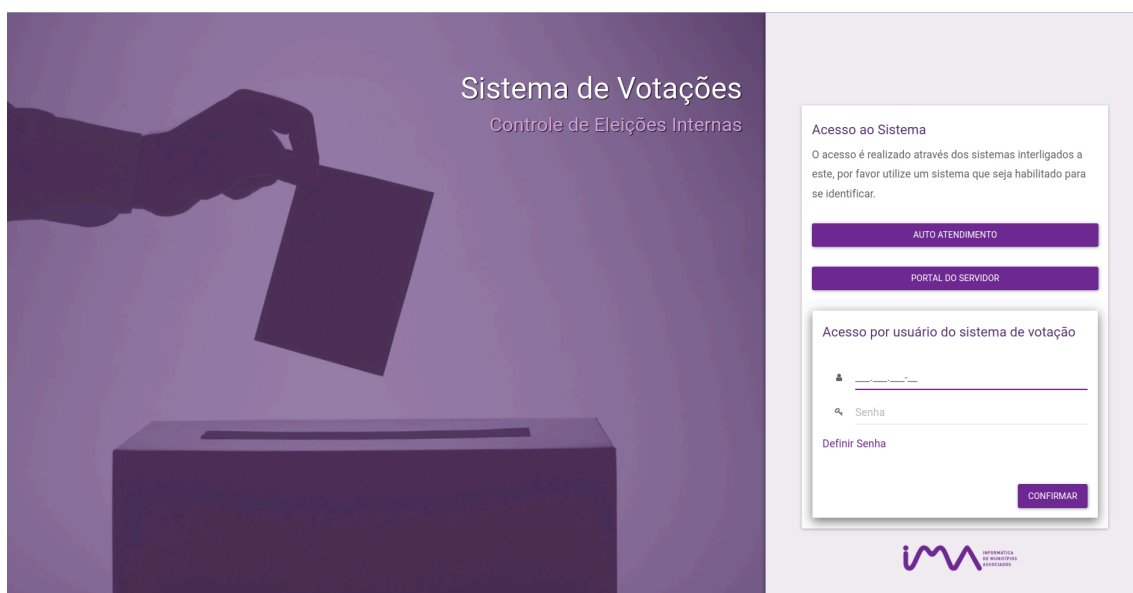 Sistema de Votações
Controle de Eleições Internas
Acesso ao Sistema
O acesso é realizado através dos sistemas interligados a
este, por favor utilize um sistema que seja habilitado para
se identificar.
AUTO ATENDIMENTO
PORTAL DO SERVIDOR
Acesso por usuário do sistema de votação
___.___.___-__
Senha
Definir Senha
CONFIRMAR
ima
INFORMÁTICA
DE MUNICÍPIOS
ASSOCIADOS